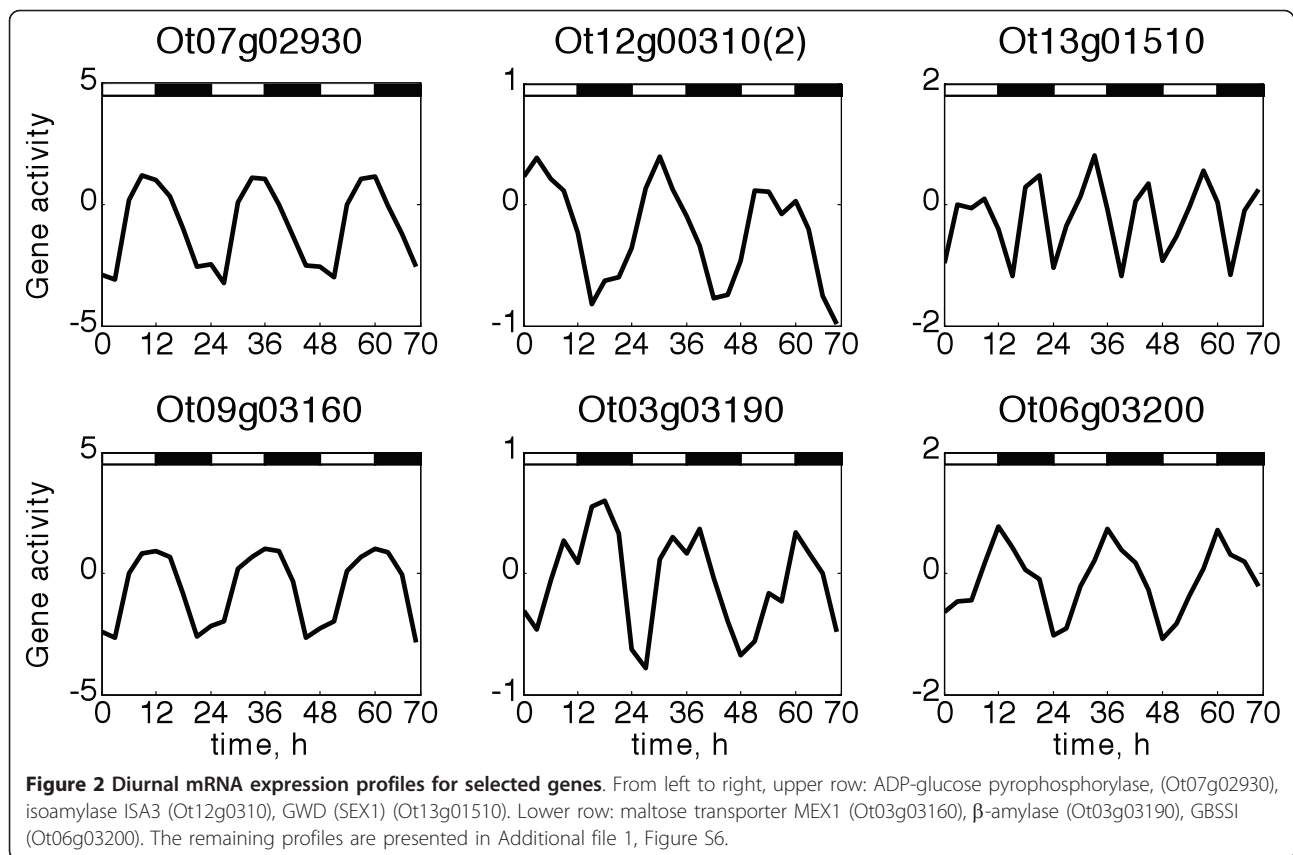 Ot07g02930
Ot12g00310(2)
Ot13g01510
Gene activity
5
0
-5
0 12 24 36 48 60 70
1
0
-1
0 12 24 36 48 60 70
2
0
-2
0 12 24 36 48 60 70
Ot09g03160
Ot03g03190
Ot06g03200
Gene activity
5
0
-5
0 12 24 36 48 60 70
time, h
1
0
-1
0 12 24 36 48 60 70
time, h
2
0
-2
0 12 24 36 48 60 70
time, h
Figure 2 Diurnal mRNA expression profiles for selected genes. From left to right, upper row: ADP-glucose pyrophosphorylase, (Ot07g02930),
isoamylase ISA3 (Ot12g0310), GWD (SEX1) (Ot13g01510). Lower row: maltose transporter MEX1 (Ot03g03160), β-amylase (Ot03g03190), GBSSI
(Ot06g03200). The remaining profiles are presented in Additional file 1, Figure S6.